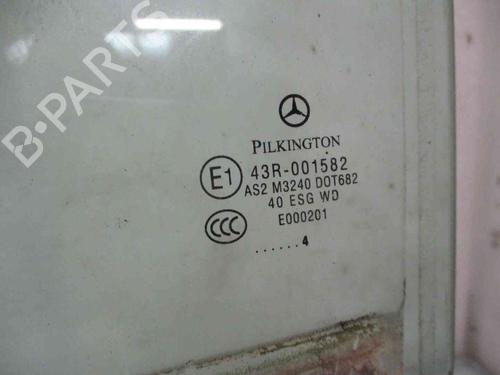 B-PARTS
PILKINGTON
E1 43R-001582
AS2 M3240 DOT682
40 ESG WD
CCC E000201
......4